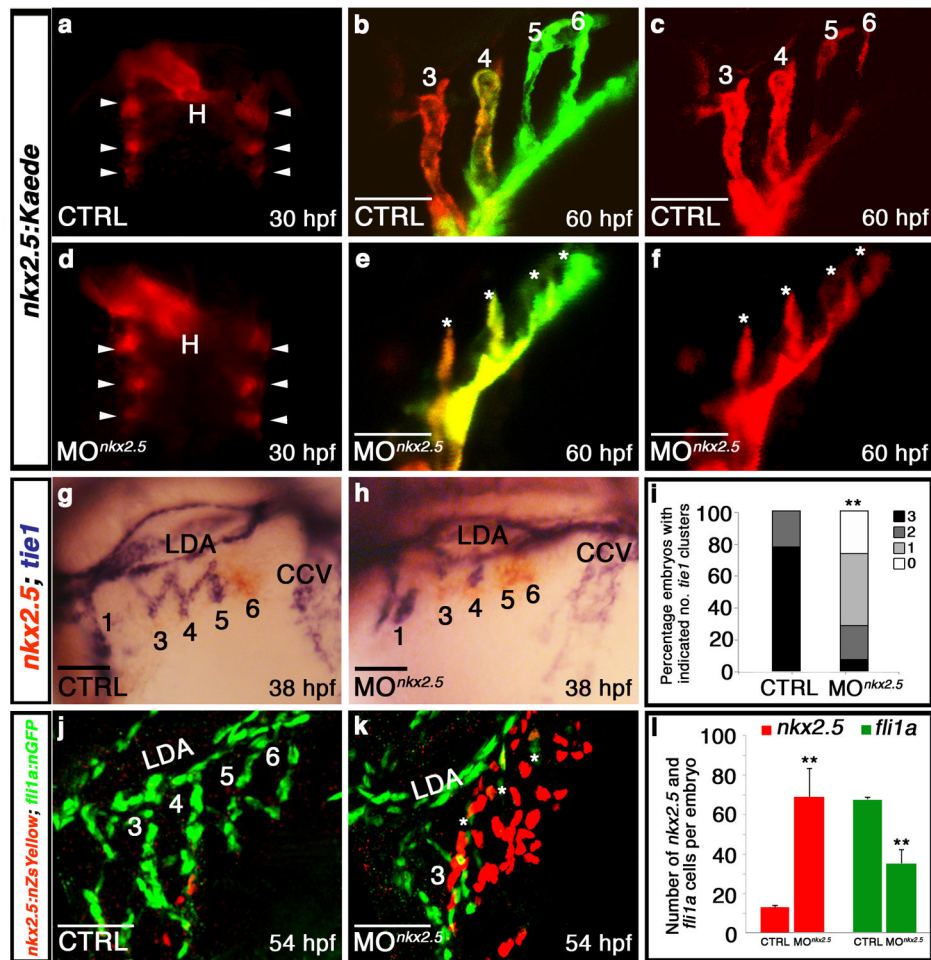 nkx2.5:Kaede
a
H
CTRL
30 hpf
b
3
4
5
6
CTRL
60 hpf
c
3
4
5
6
CTRL
60 hpf
d
H
MOnkx2.5
30 hpf
e
* * * *
60 hpf
f
* * * *
60 hpf
nkx2.5; tie1
g
LDA
CCV
1
3
4
5
6
CTRL
38 hpf
h
LDA
CCV
1
3
4
5
6
MOnkx2.5
38 hpf
i
**
Percentage embryos with
indicated no. tie1 clusters
100
80
60
40
20
0
3
2
1
0
CTRL MOnkx2.5
nkx2.5:nZsYellow; fli1a:nGFP
j
LDA
3
4
5
6
CTRL
54 hpf
k
LDA
* * *
3
MOnkx2.5
54 hpf
l
nkx2.5 fli1a
Number of nkx2.5 and
fli1a cells per embryo
100
80
60
40
20
0
**
**
CTRL MOnkx2.5 CTRL MOnkx2.5